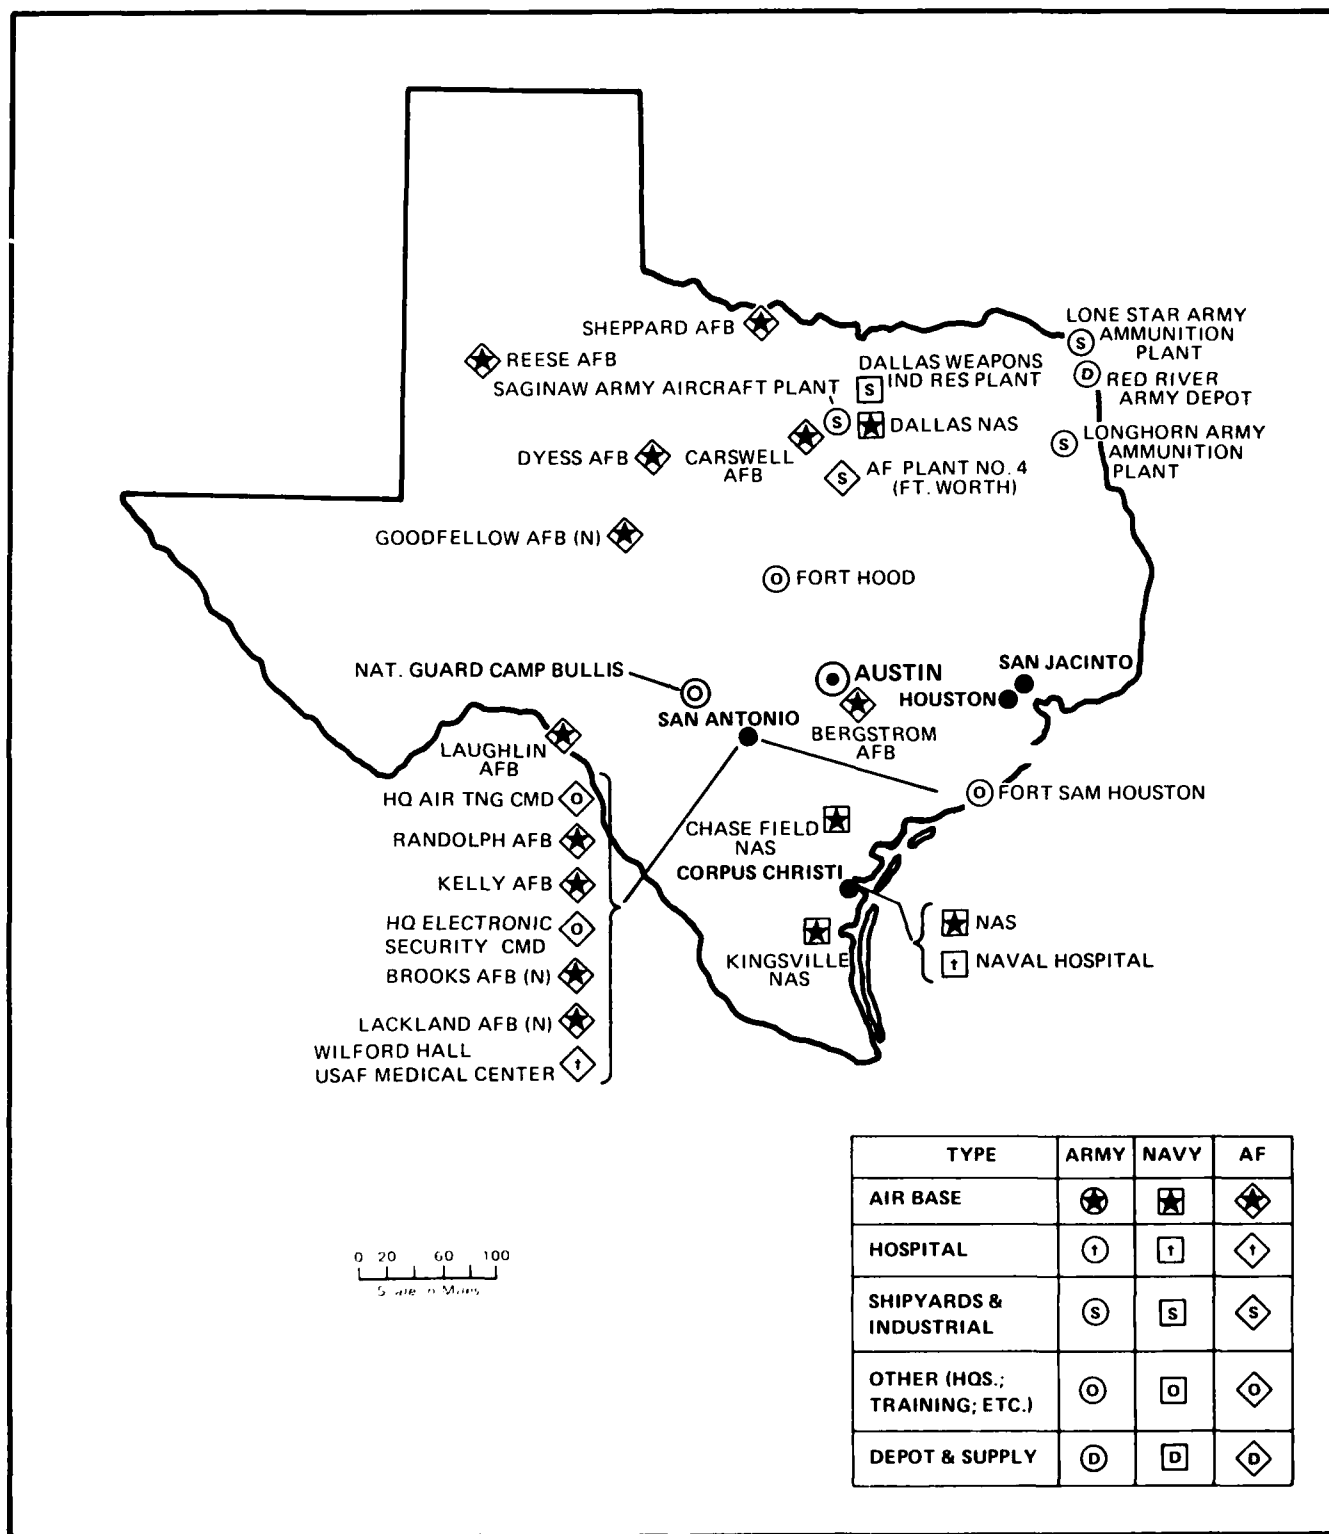 LONE STAR ARMY
AMMUNITION
PLANT
S
SHEPPARD AFB
REESE AFB
DALLAS WEAPONS
IND RES PLANT
S
D
RED RIVER
ARMY DEPOT
SAGINAW ARMY AIRCRAFT PLANT
S
DALLAS NAS
S
LONGHORN ARMY
AMMUNITION
PLANT
DYESS AFB
CARSWELL
AFB
S
AF PLANT NO. 4
(FT. WORTH)
GOODFELLOW AFB (N)
O
FORT HOOD
NAT. GUARD CAMP BULLIS
O
AUSTIN
SAN JACINTO
HOUSTON
SAN ANTONIO
BERGSTROM
AFB
LAUGHLIN
AFB
HQ AIR TNG CMD
O
O
FORT SAM HOUSTON
RANDOLPH AFB
CHASE FIELD
NAS
KELLY AFB
CORPUS CHRISTI
HQ ELECTRONIC
SECURITY CMD
O
NAS
BROOKS AFB (N)
KINGSVILLE
NAS
t
NAVAL HOSPITAL
LACKLAND AFB (N)
WILFORD HALL
USAF MEDICAL CENTER
t
TYPE ARMY NAVY AF
AIR BASE
HOSPITAL t t t
SHIPYARDS &
INDUSTRIAL S S S
OTHER (HQS.;
TRAINING; ETC.) O O O
DEPOT & SUPPLY D D D
0 20 60 100
Scale in Miles